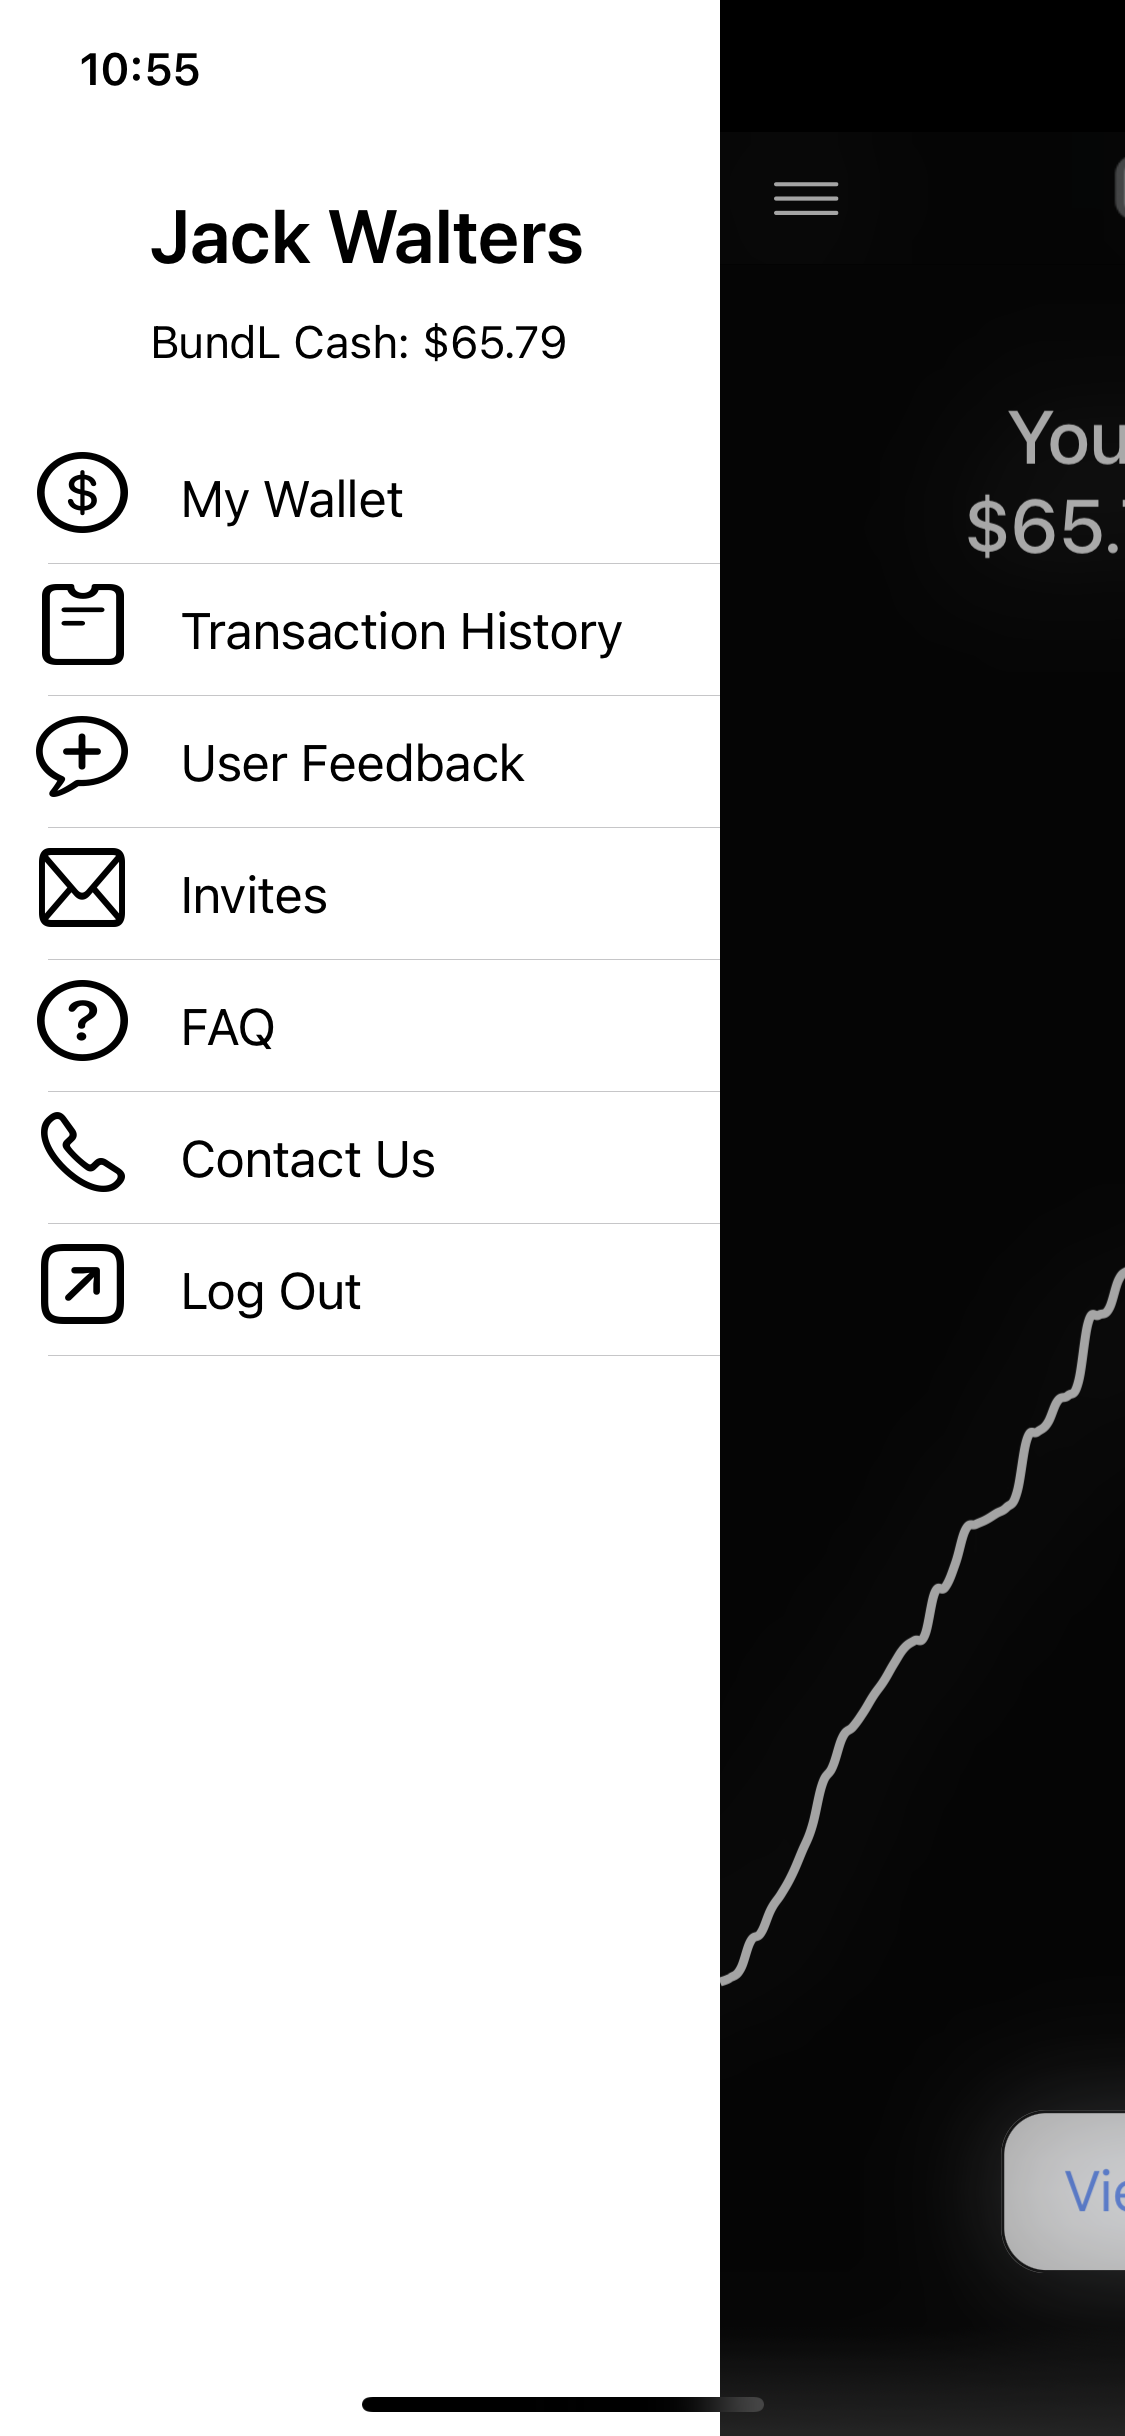 10:55
Jack Walters
BundL Cash: $65.79
$ My Wallet
Transaction History
User Feedback
Invites
? FAQ
Contact Us
Log Out
You
$65.
Vie